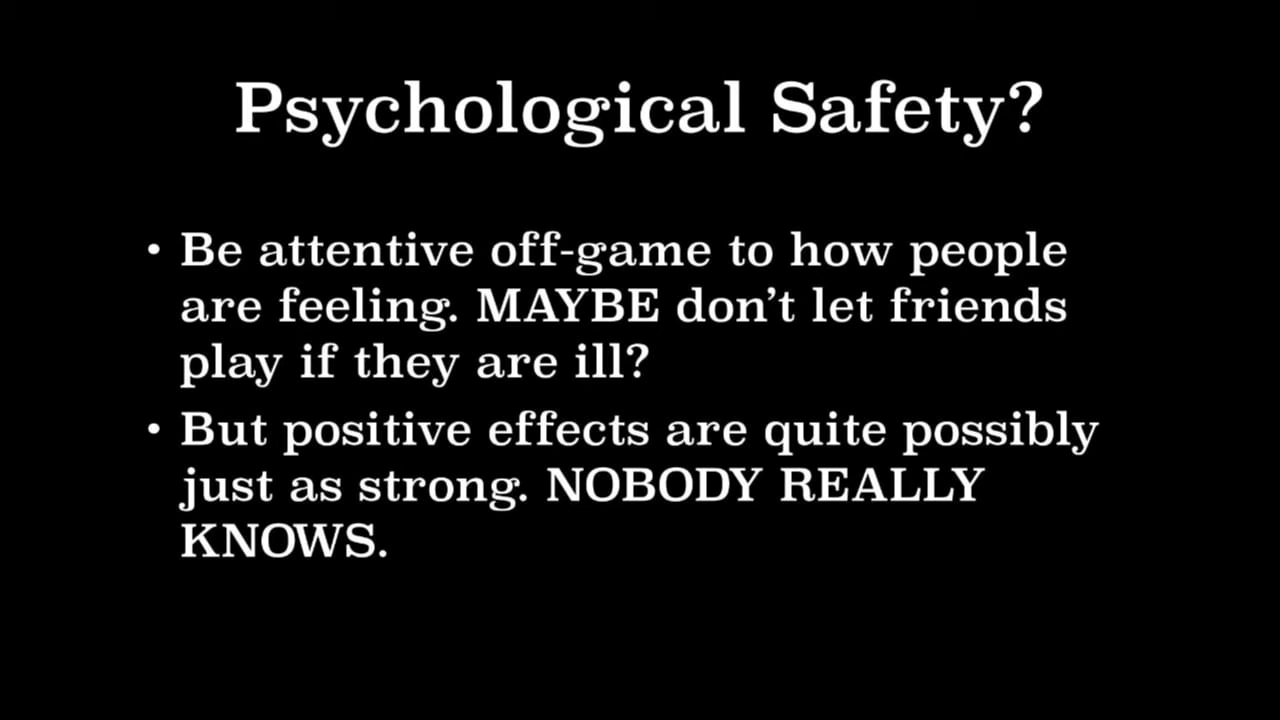 Psychological Safety?
• Be attentive off-game to how people
are feeling. MAYBE don’t let friends
play if they are ill?
• But positive effects are quite possibly
just as strong. NOBODY REALLY
KNOWS.